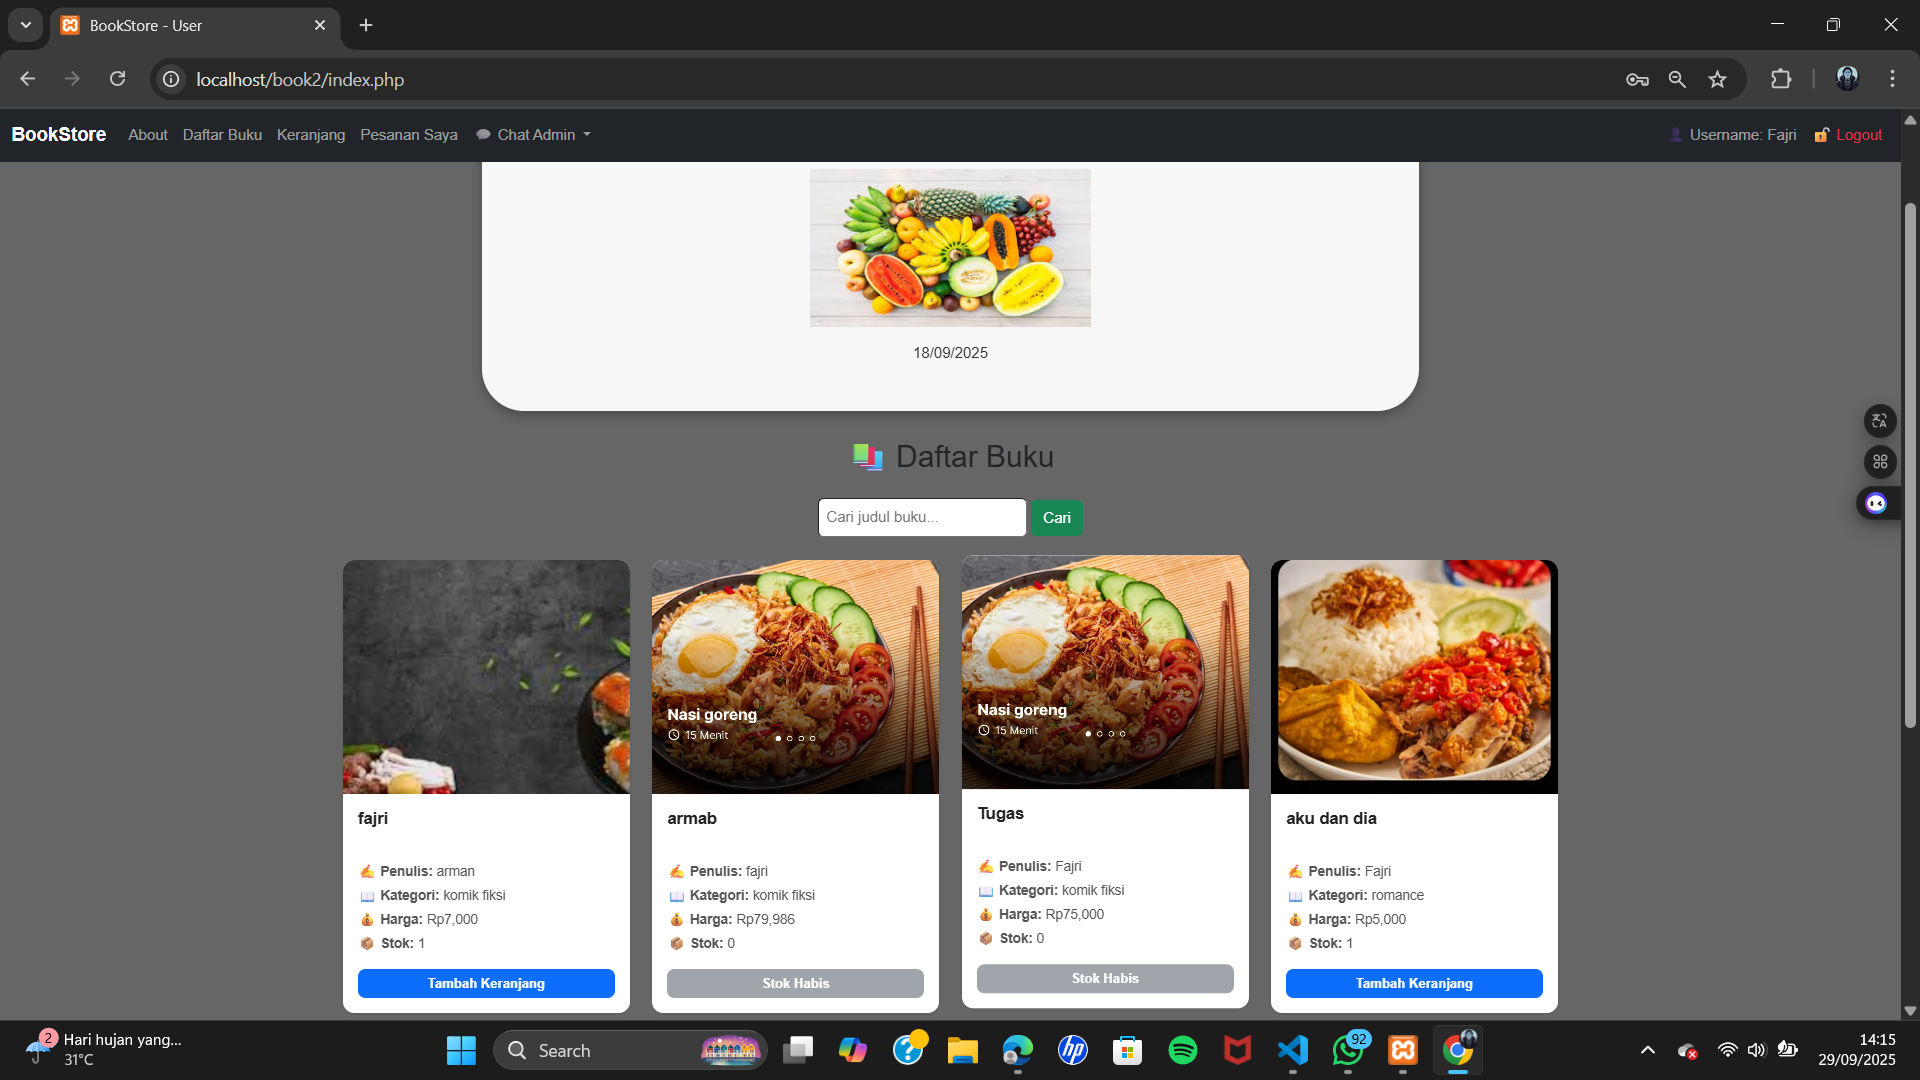 BookStore - User
localhost/book2/index.php
BookStore About Daftar Buku Keranjang Pesanan Saya Chat Admin Username: Fajri Logout
18/09/2025
Daftar Buku
Cari judul buku... Cari
Nasi goreng
15 Menit
Nasi goreng
15 Menit
fajri
Penulis: arman
Kategori: komik fiksi
Harga: Rp7,000
Stok: 1
Tambah Keranjang
armab
Penulis: fajri
Kategori: komik fiksi
Harga: Rp79,986
Stok: 0
Stok Habis
Tugas
Penulis: Fajri
Kategori: komik fiksi
Harga: Rp75,000
Stok: 0
Stok Habis
aku dan dia
Penulis: Fajri
Kategori: romance
Harga: Rp5,000
Stok: 1
Tambah Keranjang
2
Hari hujan yang...
31°C
Search
hp
92
14:15
29/09/2025